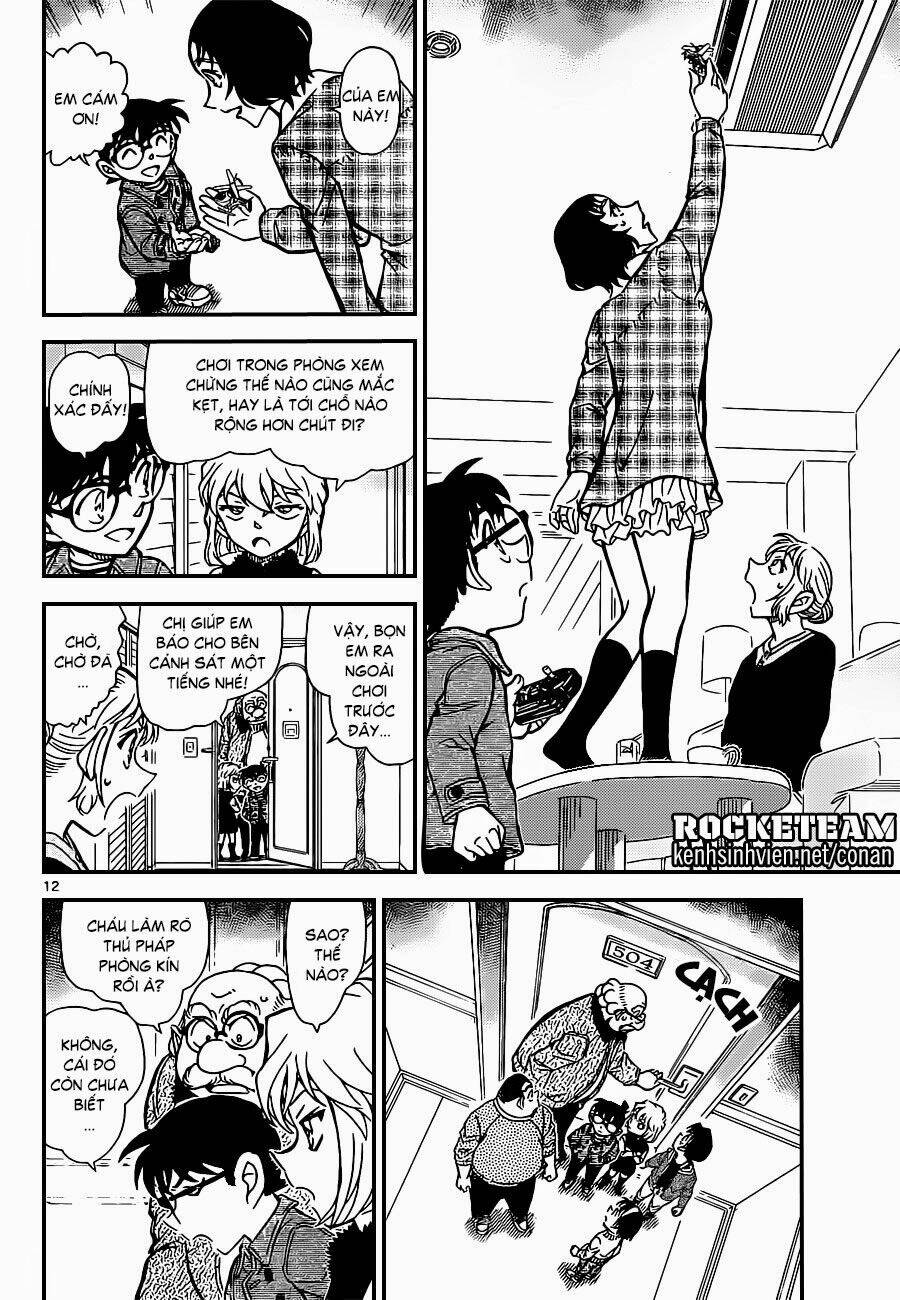 CỦA EM
NÀY!
EM CÁM
ƠN!
CHƠI TRONG PHÒNG XEM
CHỪNG THẾ NÀO CŨNG MẮC
KẸT, HAY LÀ TỚI CHỖ NÀO
RỘNG HƠN CHÚT ĐI?
CHÍNH
XÁC ĐẤY!
VẬY, BỌN
EM RA
NGOÀI
CHƠI
TRƯỚC
ĐÂY...
CHỊ GIÚP EM
BÁO CHO BÊN
CẢNH SÁT MỘT
TIẾNG NHÉ!
CHỜ,
CHỜ ĐÃ
...
ROCKETEAM
kenhsinhvien.net/conan
12
504
CẠCH
SAO?
THẾ
NÀO?
CHÁU LÀM RÕ
THỦ PHÁP
PHÒNG KÍN
RỒI À?
KHÔNG,
CÁI ĐÓ
CÒN CHƯA
BIẾT
...